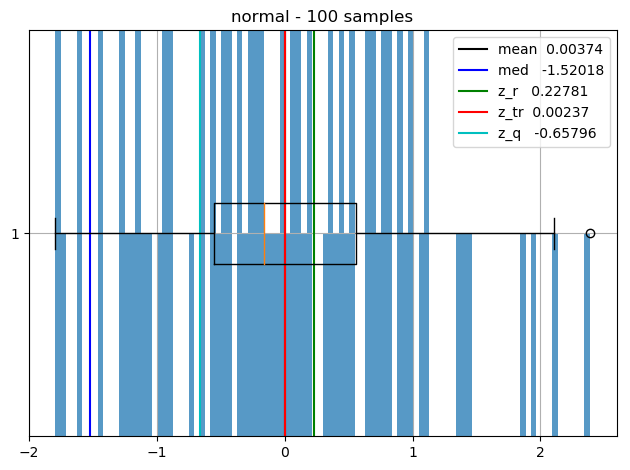 normal - 100 samples
mean 0.00374
med -1.52018
z_r 0.22781
z_tr 0.00237
z_q -0.65796
1
−2 −1 0 1 2